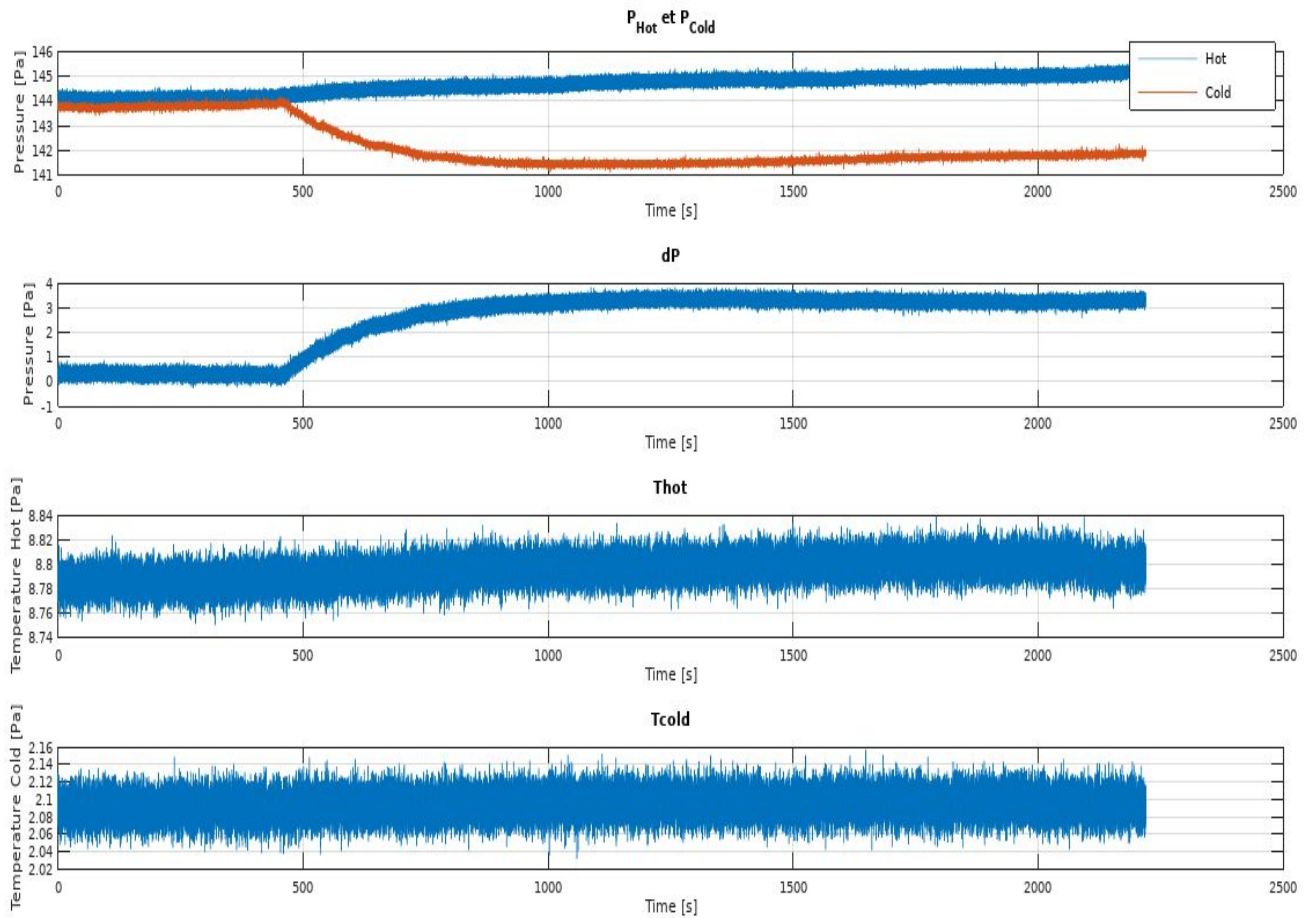 P_Hot et P_Cold
Pressure [Pa]
146
145
144
143
142
141
Hot
Cold
0 500 1000 1500 2000 2500
Time [s]
dP
Pressure [Pa]
4
3
2
1
0
-1
0 500 1000 1500 2000 2500
Time [s]
Thot
Temperature Hot [Pa]
8.84
8.82
8.8
8.78
8.76
8.74
0 500 1000 1500 2000 2500
Time [s]
Tcold
Temperature Cold [Pa]
2.16
2.14
2.12
2.1
2.08
2.06
2.04
2.02
0 500 1000 1500 2000 2500
Time [s]